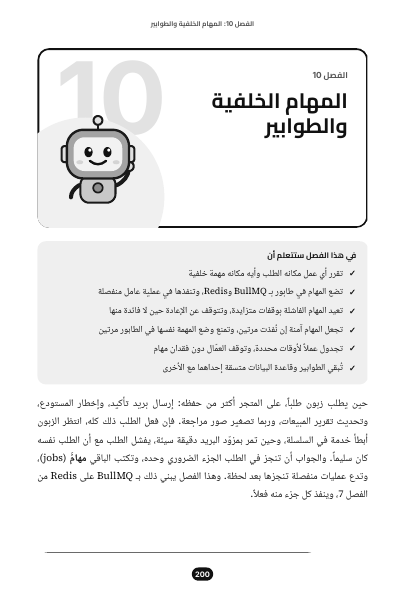 الفصل 10: المهام الخلفية والطوابير
10
الفصل 10
المهام الخلفية
والطوابير
في هذا الفصل ستتعلم أن
✓ تقرر أي عمل مكانه الطلب وأيه مكانه مهمة خلفية
✓ تضع المهام في طابور بـ BullMQ وRedis، وتنفذها في عملية عامل منفصلة
✓ تعيد المهام الفاشلة بوقفات متزايدة، وتتوقف عن الإعادة حين لا فائدة منها
✓ تجعل المهام آمنة إن نُفذت مرتين، وتمنع وضع المهمة نفسها في الطابور مرتين
✓ تجدول عملاً لأوقات محددة، وتوقف العمّال دون فقدان مهام
✓ تُبقي الطوابير وقاعدة البيانات متسقة إحداهما مع الأخرى
حين يطلب زبون طلباً، على المتجر أكثر من حفظه: إرسال بريد تأكيد، وإخطار المستودع،
وتحديث تقرير المبيعات، وربما تصغير صور مراجعة. فإن فعل الطلب ذلك كله، انتظر الزبون
أبطأ خدمة في السلسلة، وحين تمر بمزوّد البريد دقيقة سيئة، يفشل الطلب مع أن الطلب نفسه
كان سليماً. والجواب أن تنجز في الطلب الجزء الضروري وحده، وتكتب الباقي مهامَّ (jobs)،
وتدع عمليات منفصلة تنجزها بعد لحظة. وهذا الفصل يبني ذلك بـ BullMQ على Redis من
الفصل 7، وينفذ كل جزء منه فعلاً.
200